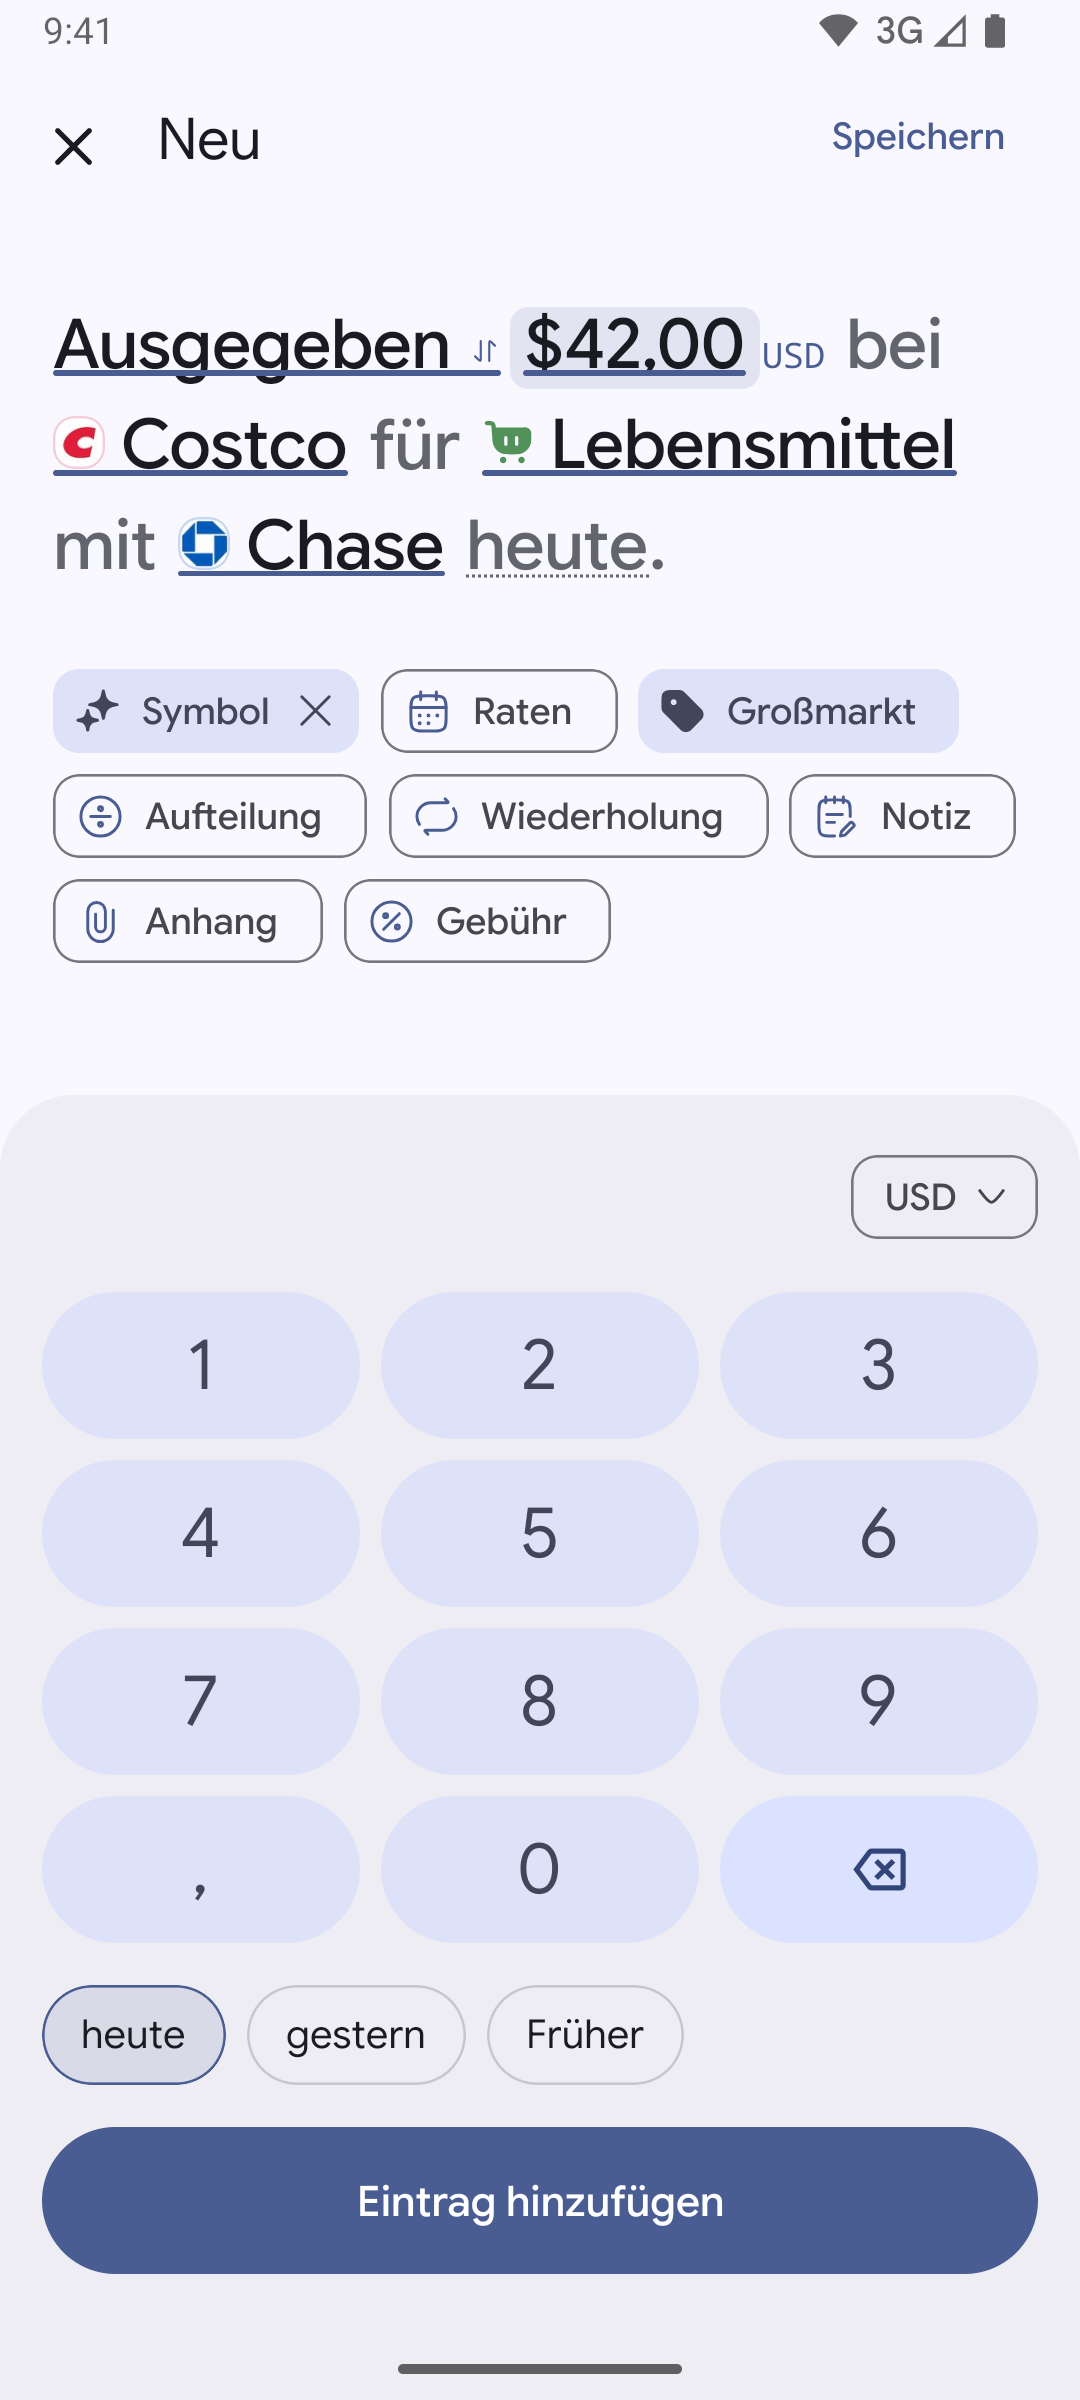 9:41 3G
Neu Speichern
Ausgegeben $42,00 USD bei
Costco für Lebensmittel
mit Chase heute.
Symbol Raten Großmarkt
Aufteilung Wiederholung Notiz
Anhang Gebühr
USD
1 2 3
4 5 6
7 8 9
, 0
heute gestern Früher
Eintrag hinzufügen